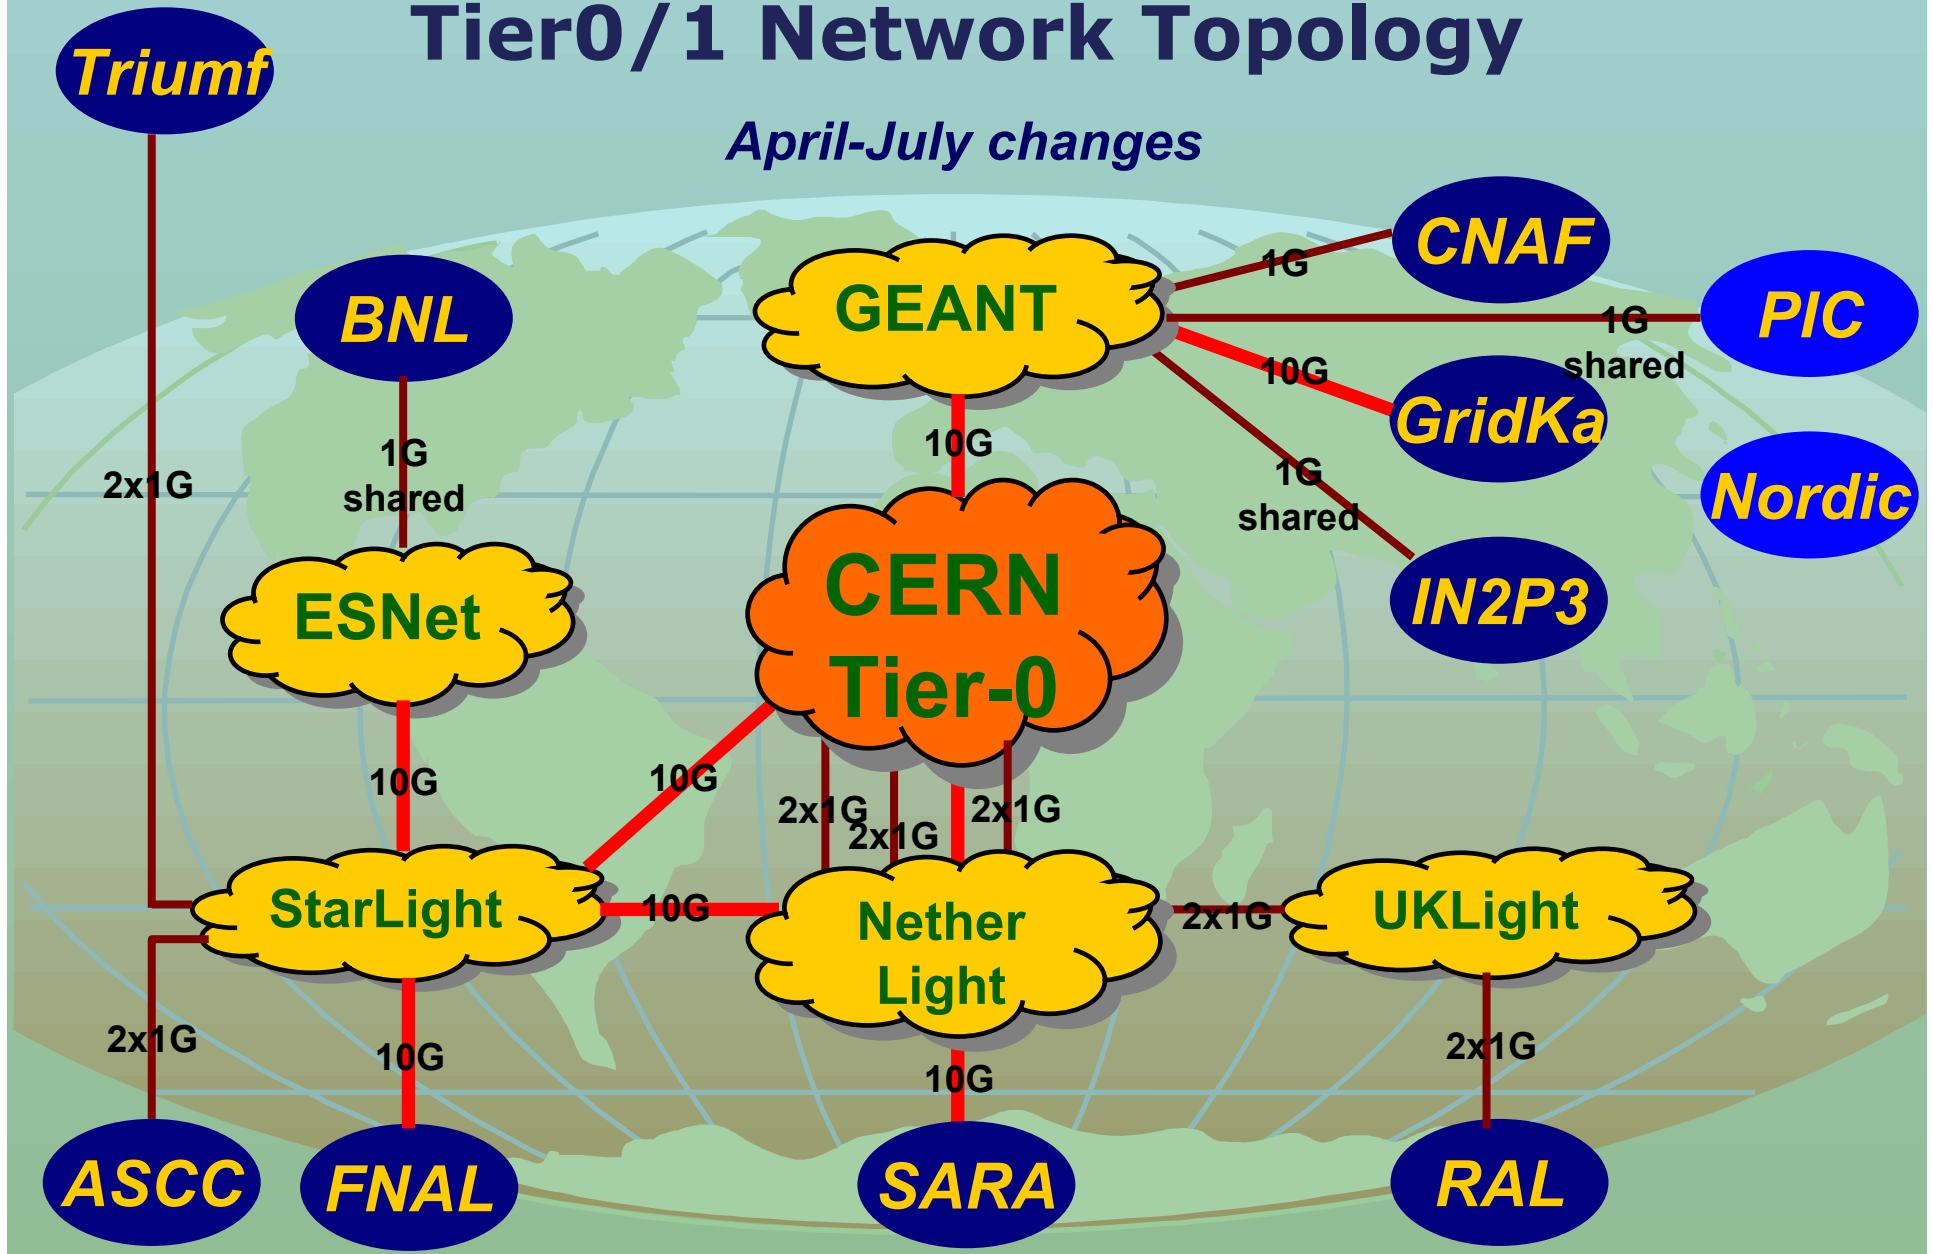 Tier0/1 Network Topology
Triumf
April-July changes
CNAF
1G
PIC
GEANT
BNL
1G
shared
10G
GridKa
10G
1G
shared
1G
shared
2x1G
Nordic
CERN
Tier-0
IN2P3
ESNet
10G
10G
2x1G
2x1G
2x1G
StarLight
10G
Nether
Light
2x1G
UKLight
2x1G
10G
10G
2x1G
ASCC
FNAL
SARA
RAL